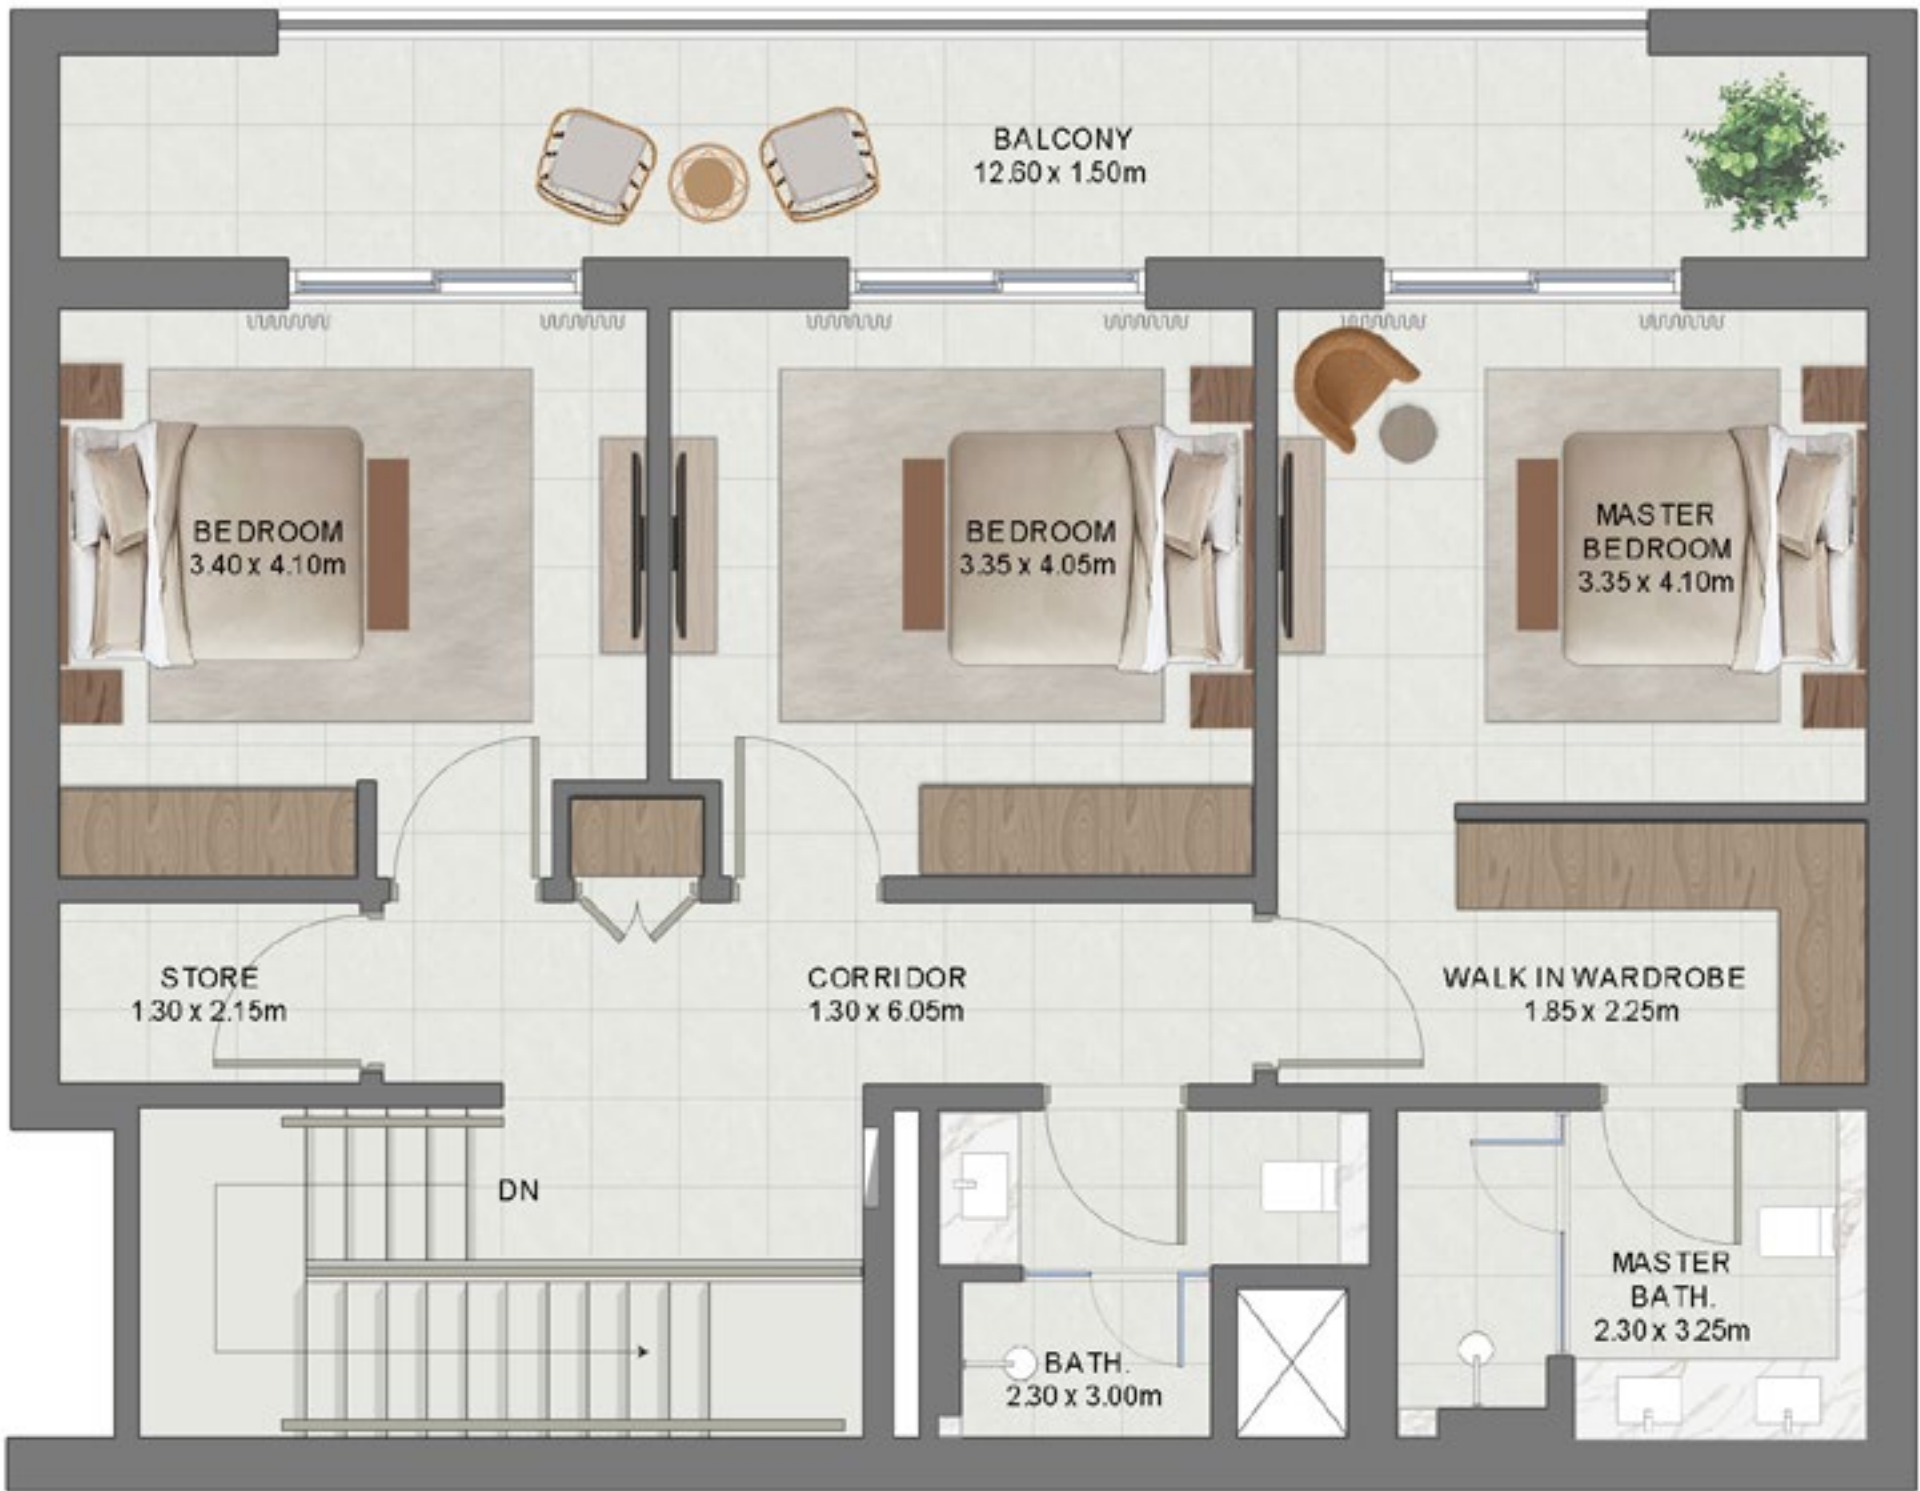 BALCONY
12.60 x 1.50m
BEDROOM
3.40 x 4.10m
BEDROOM
3.35 x 4.05m
MASTER
BEDROOM
3.35 x 4.10m
STORE
1.30 x 2.15m
CORRIDOR
1.30 x 6.05m
WALK IN WARDROBE
1.85 x 2.25m
DN
MASTER
BATH.
2.30 x 3.25m
BATH.
2.30 x 3.00m